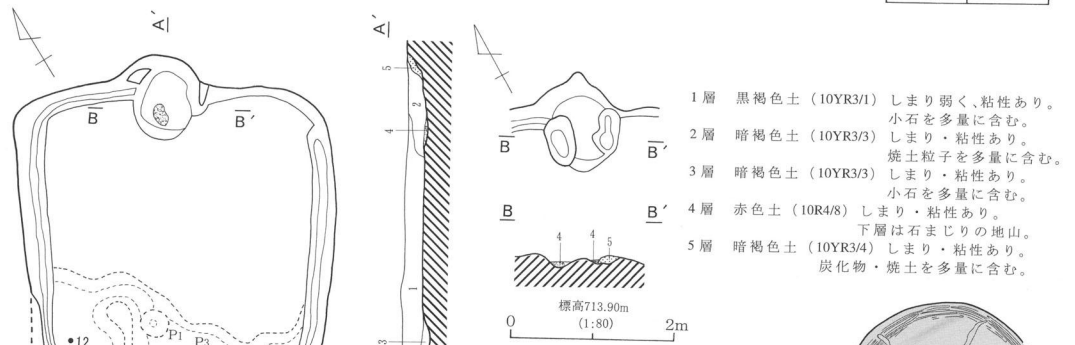 A′
A′
B
B′
5
2
4
1
3
P1
P3
12
B
B′
B
B′
4
4
5
標高713.90m
(1:80)
0
2m
1層 黒褐色土(10YR3/1) しまり弱く、粘性あり。
小石を多量に含む。
2層 暗褐色土(10YR3/3) しまり・粘性あり。
焼土粒子を多量に含む。
3層 暗褐色土(10YR3/3) しまり・粘性あり。
小石を多量に含む。
4層 赤色土(10R4/8) しまり・粘性あり。
下層は石まじりの地山。
5層 暗褐色土(10YR3/4) しまり・粘性あり。
炭化物・焼土を多量に含む。